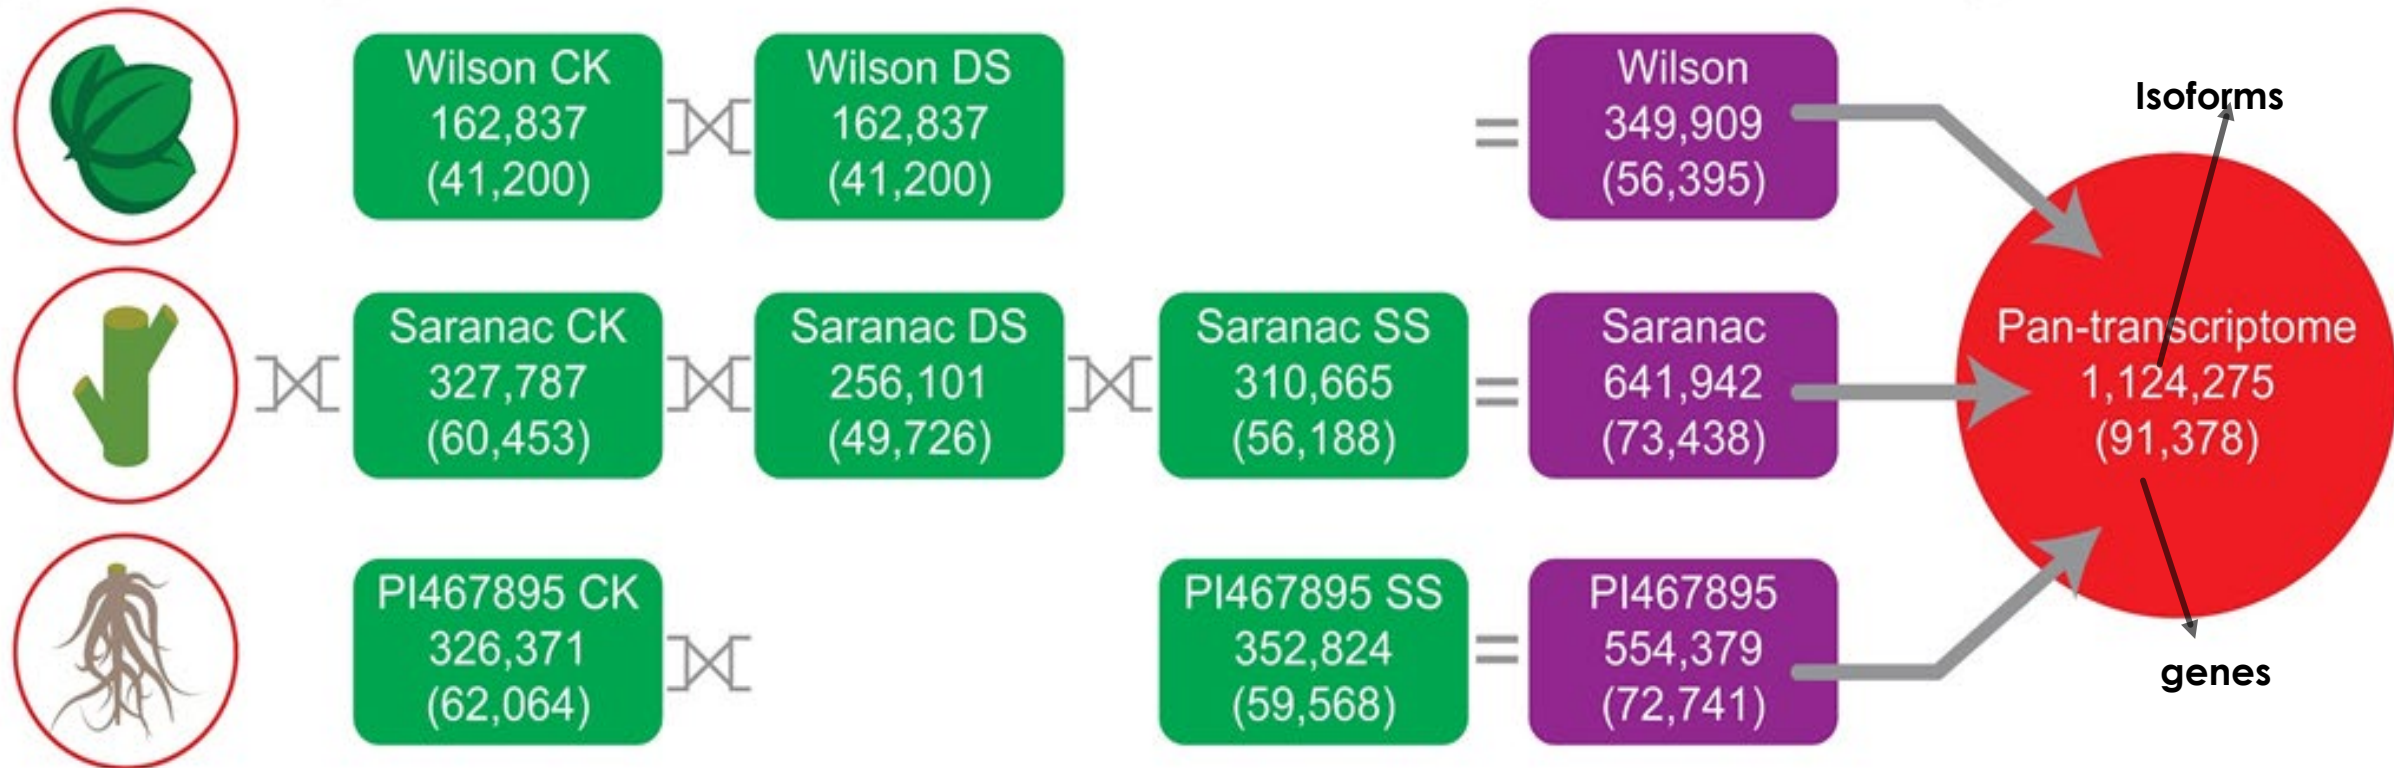 Wilson CK
162,837
(41,200)
Wilson DS
162,837
(41,200)
=
Wilson
349,909
(56,395)
Isoforms
Saranac CK
327,787
(60,453)
Saranac DS
256,101
(49,726)
Saranac SS
310,665
(56,188)
=
Saranac
641,942
(73,438)
Pan-transcriptome
1,124,275
(91,378)
PI467895 CK
326,371
(62,064)
PI467895 SS
352,824
(59,568)
=
PI467895
554,379
(72,741)
genes